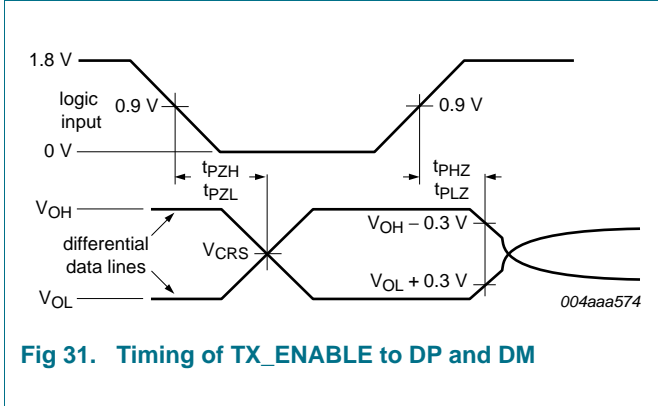 1.8 V
logic
input
0.9 V
0.9 V
0 V
tPZH
tPZL
tPHZ
tPLZ
VOH
VOH − 0.3 V
differential
data lines
VCRS
VOL + 0.3 V
VOL
004aaa574
Fig 31. Timing of TX_ENABLE to DP and DM